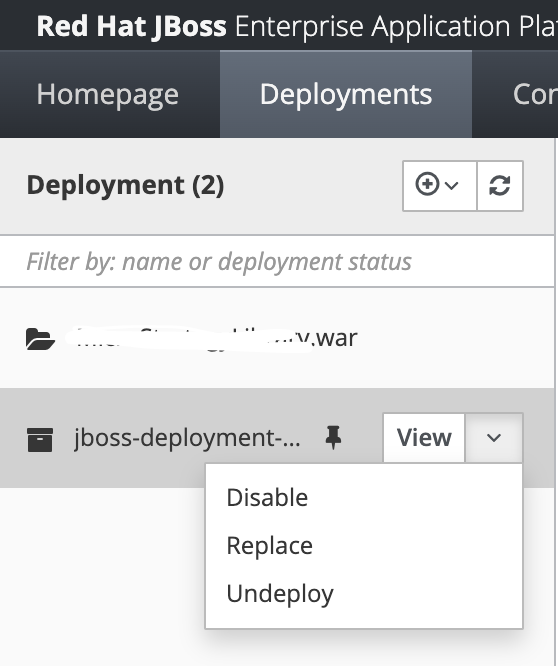 Red Hat JBoss Enterprise Application Pla
Homepage Deployments Con
Deployment (2)
Filter by: name or deployment status
.war
jboss-deployment-... View
Disable
Replace
Undeploy